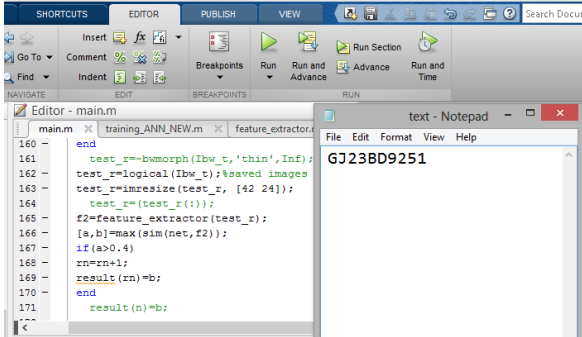 SHORTCUTS EDITOR PUBLISH VIEW Search Docum
Insert fx
Go To Comment
Find Indent
Breakpoints Run Run and Advance Run Section Advance Run and Time
NAVIGATE EDIT BREAKPOINTS RUN
Editor - main.m
main.m training_ANN_NEW.m feature_extractor.m
160 end
161 test_r=~bwmorph(Ibw_t,'thin',Inf);
162 test_r=logical(Ibw_t);%saved images
163 test_r=imresize(test_r, [42 24]);
164 test_r=(test_r(:));
165 f2=feature_extractor(test_r);
166 [a,b]=max(sim(net,f2));
167 if(a>0.4)
168 rn=rn+1;
169 result(rn)=b;
170 end
171 result(n)=b;
text - Notepad
File Edit Format View Help
GJ23BD9251